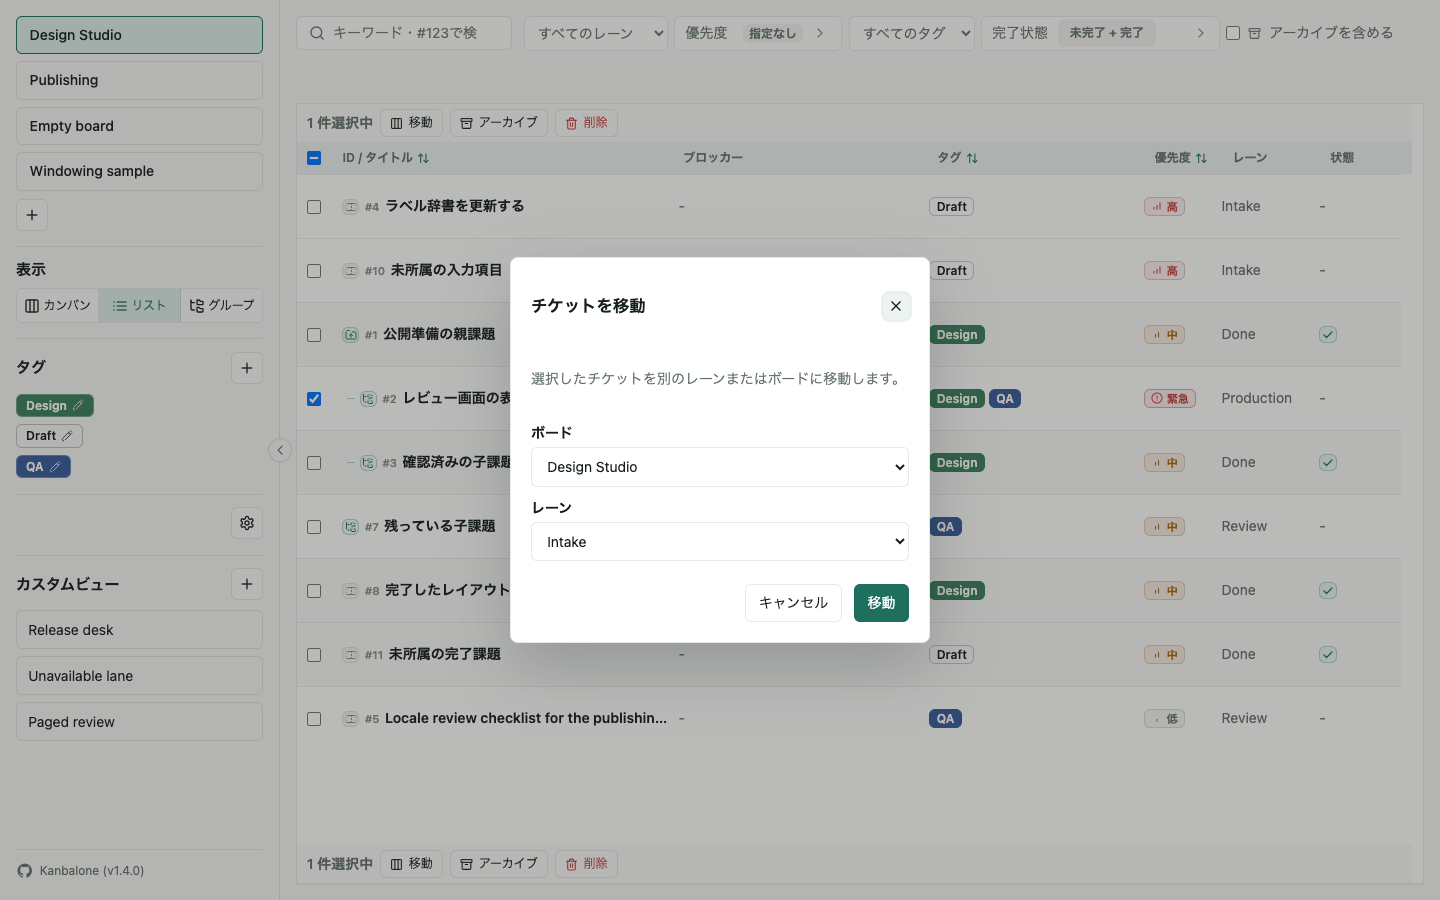 Design Studio
Publishing
Empty board
Windowing sample
表示
カンバン
リスト
グループ
タグ
Design
Draft
QA
カスタムビュー
Release desk
Unavailable lane
Paged review
Kanbalone (v1.4.0)
キーワード・#123で検
すべてのレーン
優先度 指定なし
すべてのタグ
完了状態 未完了 + 完了
アーカイブを含める
1 件選択中 移動 アーカイブ 削除
ID / タイトル ブロッカー タグ 優先度 レーン 状態
#4 ラベル辞書を更新する - Draft 高 Intake -
#10 未所属の入力項目 Draft 高 Intake -
#1 公開準備の親課題 Design 中 Done
#2 レビュー画面の表 Design QA 緊急 Production -
#3 確認済みの子課題 Design 中 Done
#7 残っている子課題 QA 中 Review -
#8 完了したレイアウト Design 中 Done
#11 未所属の完了課題 - Draft 中 Done
#5 Locale review checklist for the publishin... - QA 低 Review -
1 件選択中 移動 アーカイブ 削除
チケットを移動
選択したチケットを別のレーンまたはボードに移動します。
ボード
Design Studio
レーン
Intake
キャンセル 移動